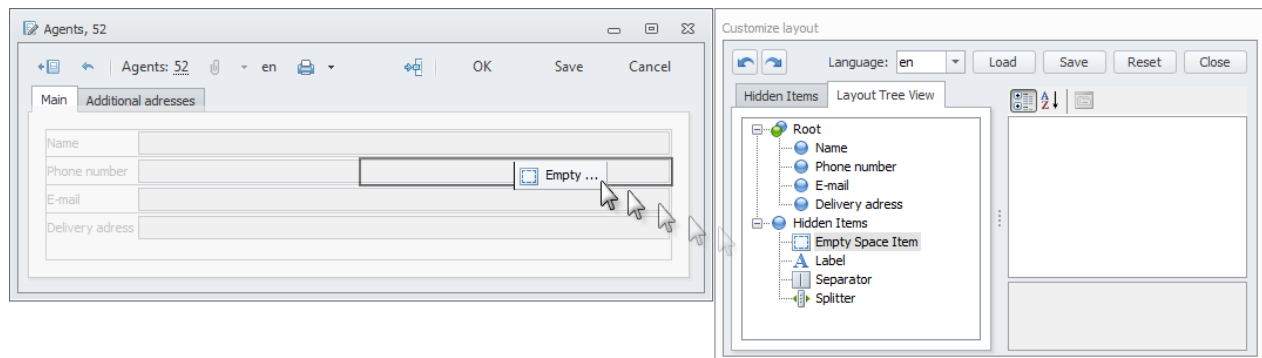 Agents, 52
Agents: 52 en OK Save Cancel
Main Additional adresses
Name
Phone number Empty ...
E-mail
Delivery adress
Customize layout
Language: en Load Save Reset Close
Hidden Items Layout Tree View
Root
Name
Phone number
E-mail
Delivery adress
Hidden Items
Empty Space Item
A Label
Separator
Splitter
A
Z